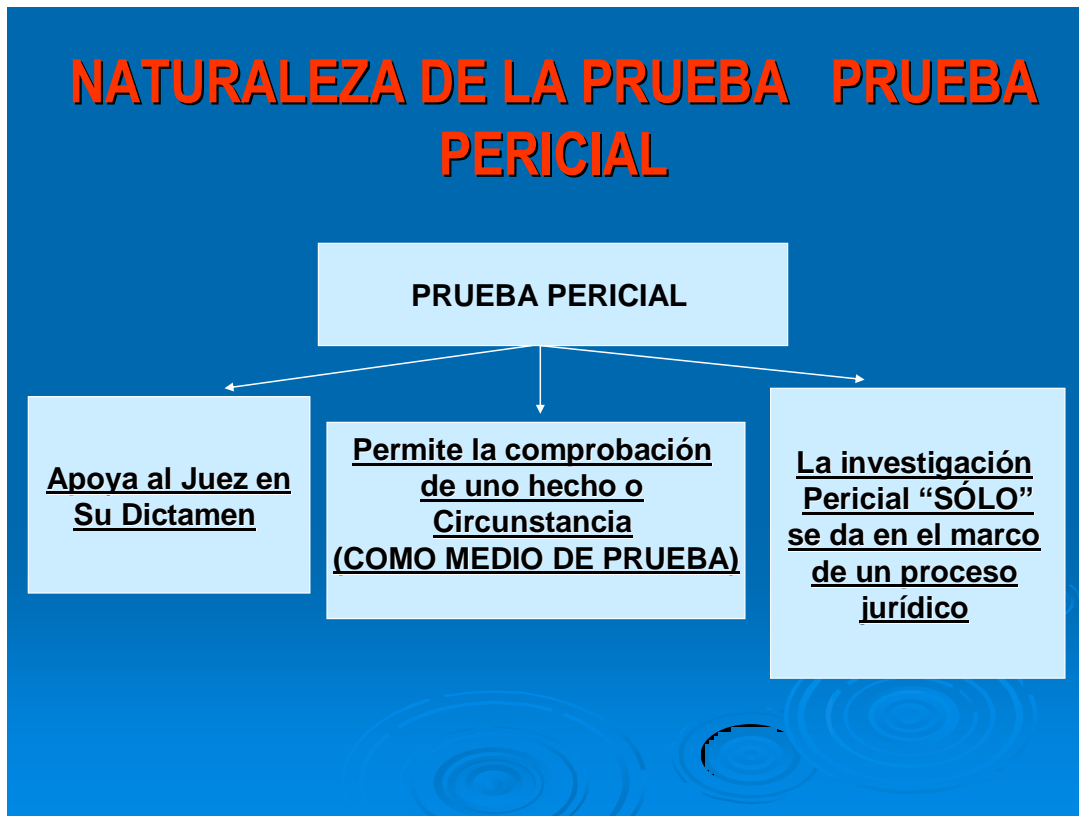 NATURALEZA DE LA PRUEBA PRUEBA
PERICIAL
PRUEBA PERICIAL
Apoya al Juez en
Su Dictamen
Permite la comprobación
de uno hecho o
Circunstancia
(COMO MEDIO DE PRUEBA)
La investigación
Pericial “SÓLO”
se da en el marco
de un proceso
jurídico